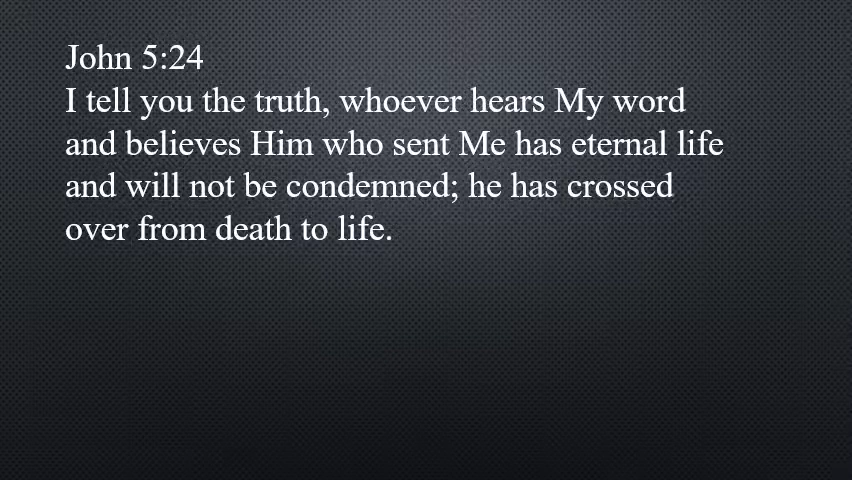 John 5:24
I tell you the truth, whoever hears My word
and believes Him who sent Me has eternal life
and will not be condemned; he has crossed
over from death to life.